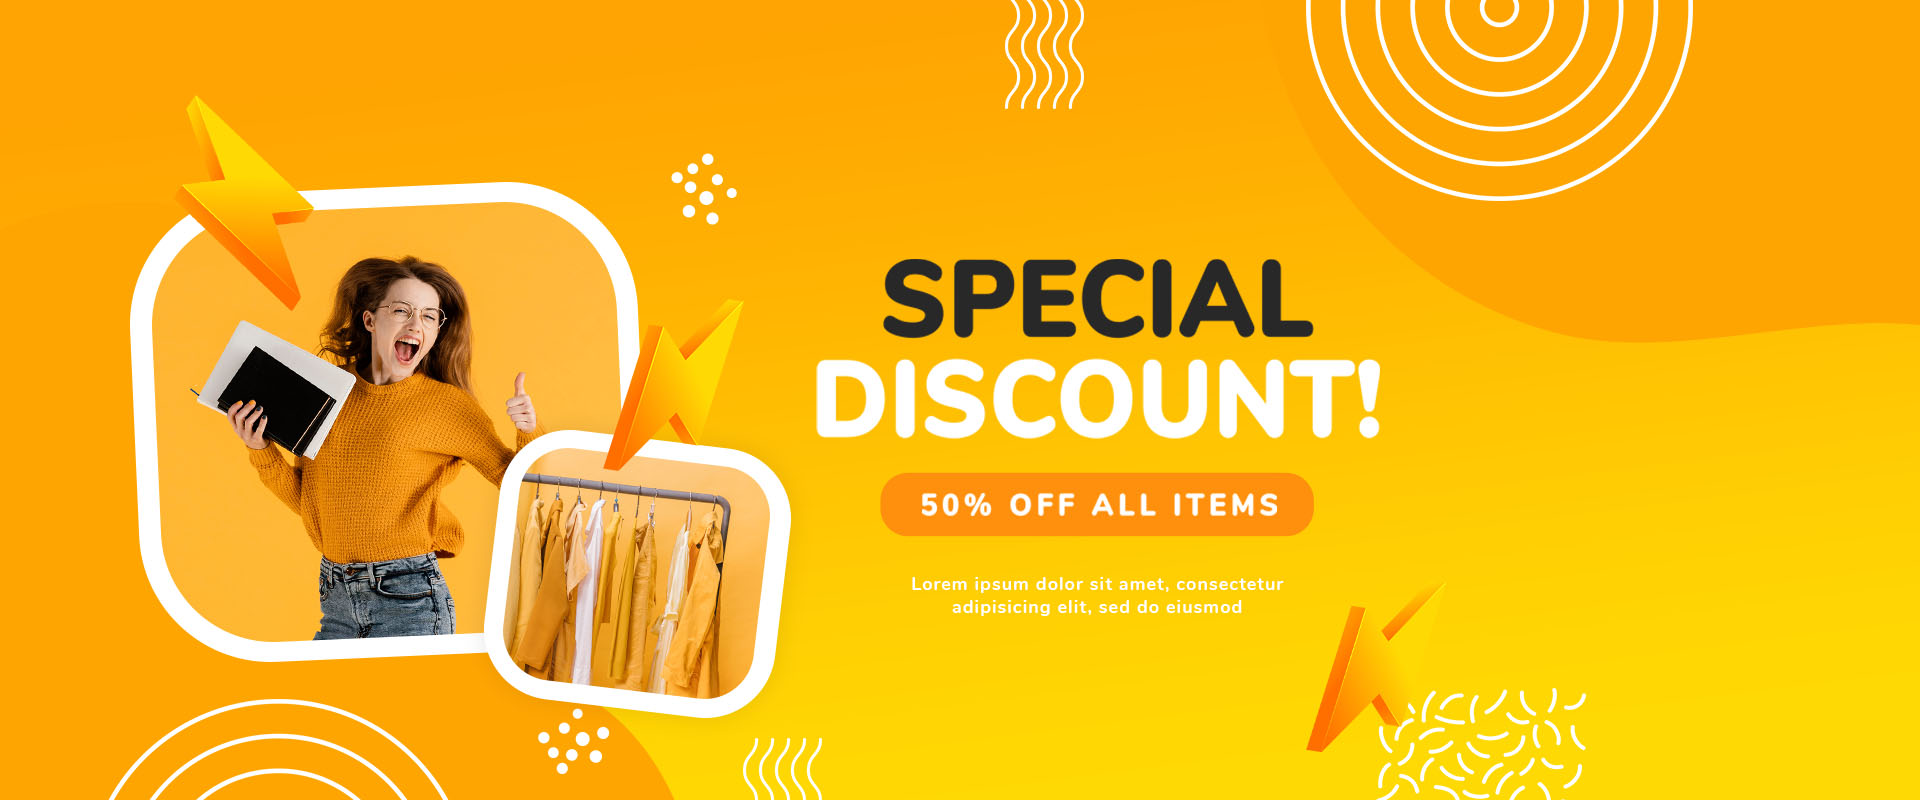 SPECIAL
DISCOUNT!
50% OFF ALL ITEMS
Lorem ipsum dolor sit amet, consectetur
adipisicing elit, sed do eiusmod